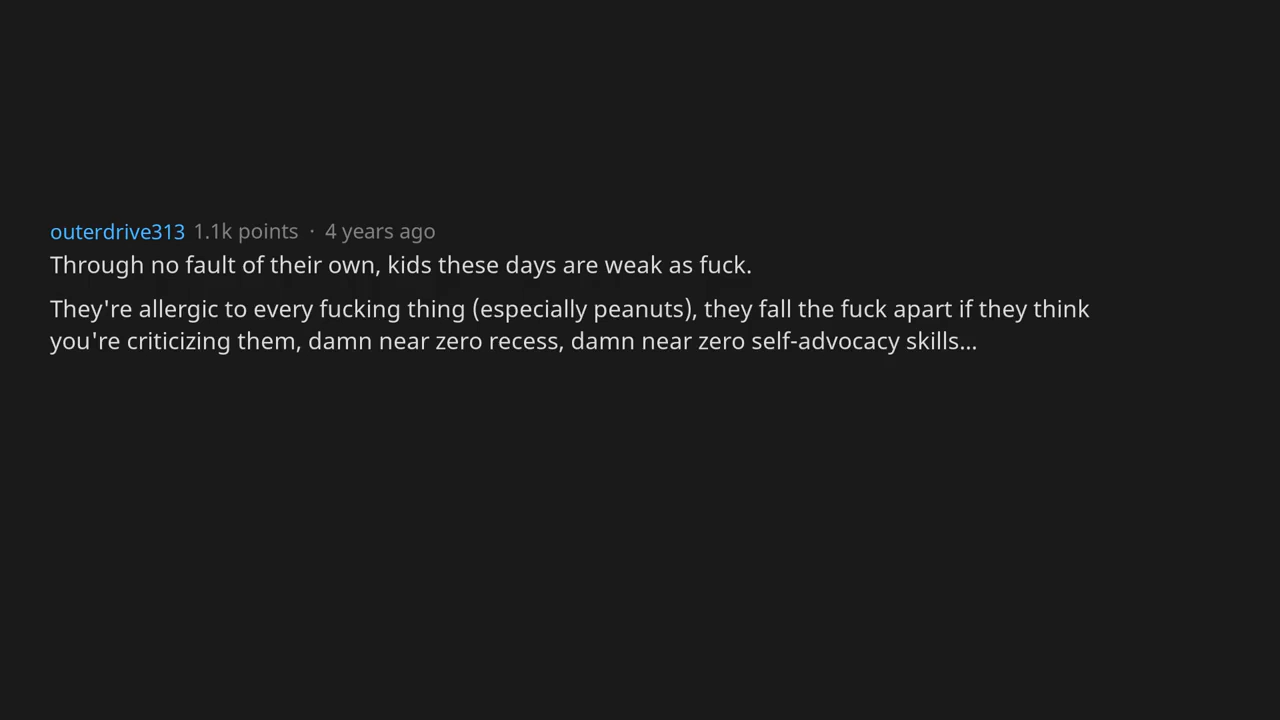 outerdrive313 1.1k points · 4 years ago
Through no fault of their own, kids these days are weak as fuck.
They're allergic to every fucking thing (especially peanuts), they fall the fuck apart if they think
you're criticizing them, damn near zero recess, damn near zero self-advocacy skills...